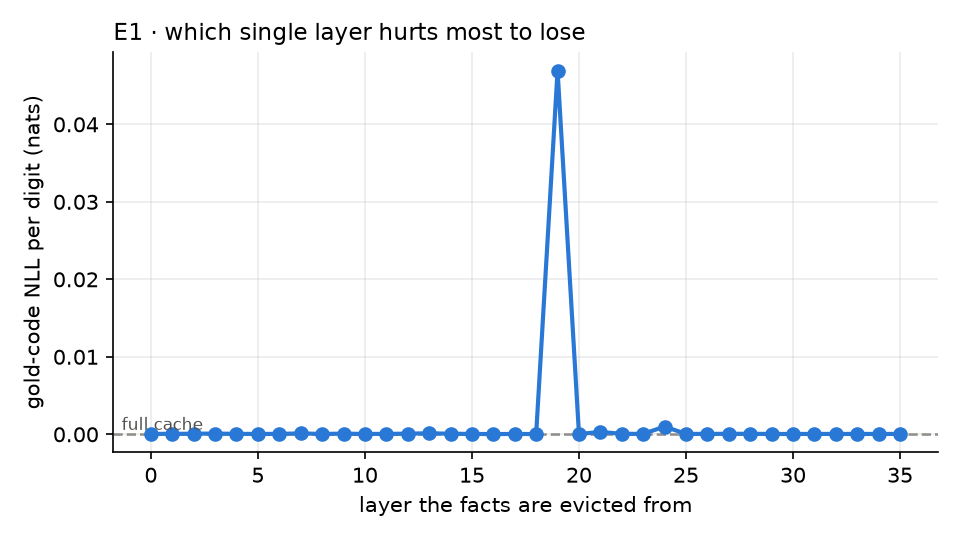 E1 · which single layer hurts most to lose
gold-code NLL per digit (nats)
0.04
0.03
0.02
0.01
0.00
full cache
0 5 10 15 20 25 30 35
layer the facts are evicted from